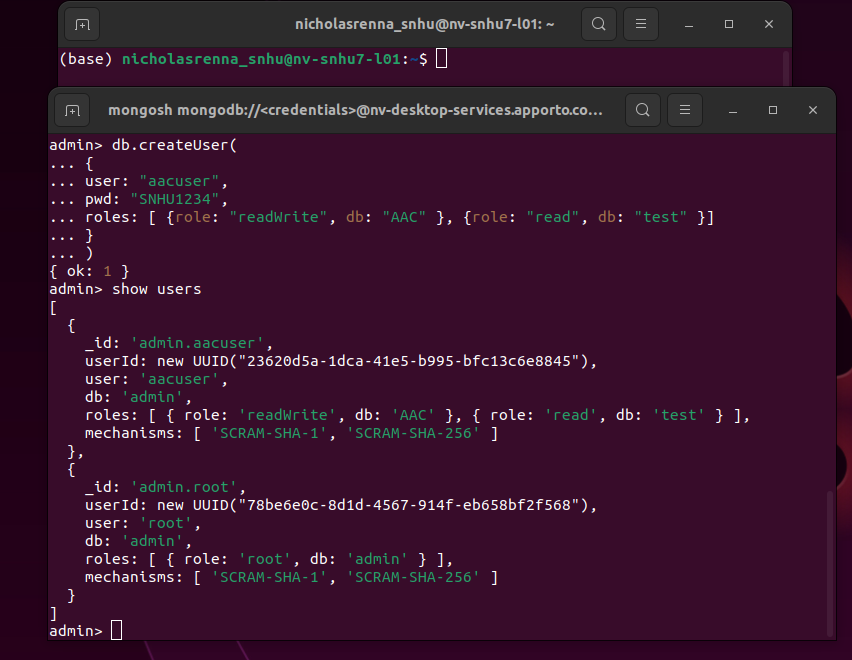 nicholasrenna_snhu@nv-snhu7-l01: ~
(base) nicholasrenna_snhu@nv-snhu7-l01:~$
mongosh mongodb://<credentials>@nv-desktop-services.apporto.co...
admin> db.createUser(
... {
... user: "aacuser",
... pwd: "SNHU1234",
... roles: [ {role: "readWrite", db: "AAC" }, {role: "read", db: "test" }]
... }
... )
{ ok: 1 }
admin> show users
[
  {
    _id: 'admin.aacuser',
    userId: new UUID("23620d5a-1dca-41e5-b995-bfc13c6e8845"),
    user: 'aacuser',
    db: 'admin',
    roles: [ { role: 'readWrite', db: 'AAC' }, { role: 'read', db: 'test' } ],
    mechanisms: [ 'SCRAM-SHA-1', 'SCRAM-SHA-256' ]
  },
  {
    _id: 'admin.root',
    userId: new UUID("78be6e0c-8d1d-4567-914f-eb658bf2f568"),
    user: 'root',
    db: 'admin',
    roles: [ { role: 'root', db: 'admin' } ],
    mechanisms: [ 'SCRAM-SHA-1', 'SCRAM-SHA-256' ]
  }
]
admin>